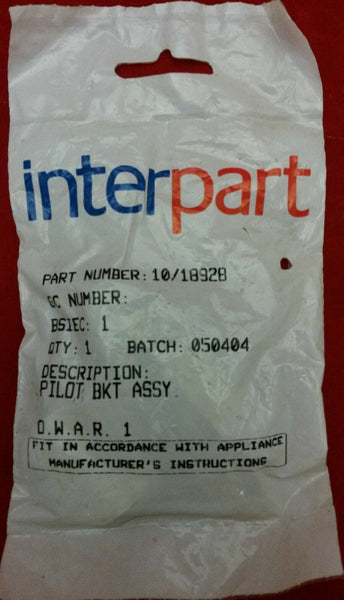 interpart
PART NUMBER: 10/18928
GC NUMBER:
BSIEC: 1
QTY: 1 BATCH: 050404
DESCRIPTION:
PILOT BKT ASSY.
O.W.A.R. 1
FIT IN ACCORDANCE WITH APPLIANCE
MANUFACTURER'S INSTRUCTIONS